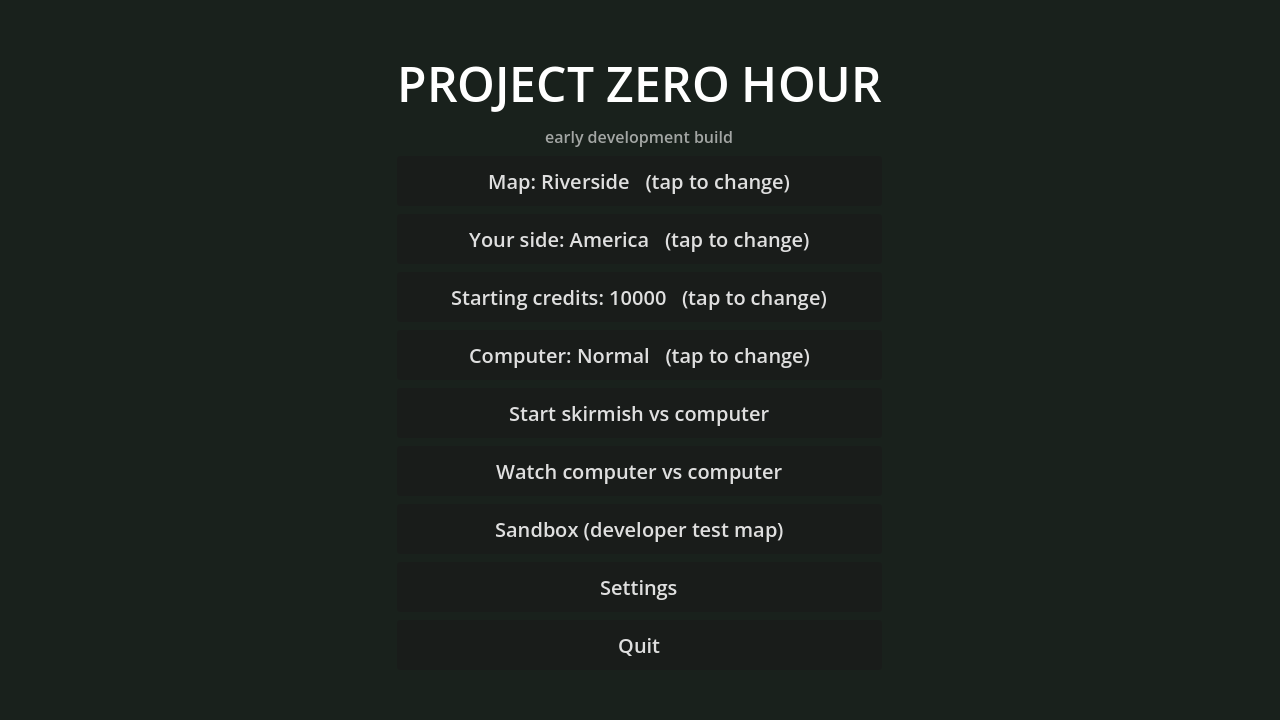 PROJECT ZERO HOUR
early development build
Map: Riverside (tap to change)
Your side: America (tap to change)
Starting credits: 10000 (tap to change)
Computer: Normal (tap to change)
Start skirmish vs computer
Watch computer vs computer
Sandbox (developer test map)
Settings
Quit